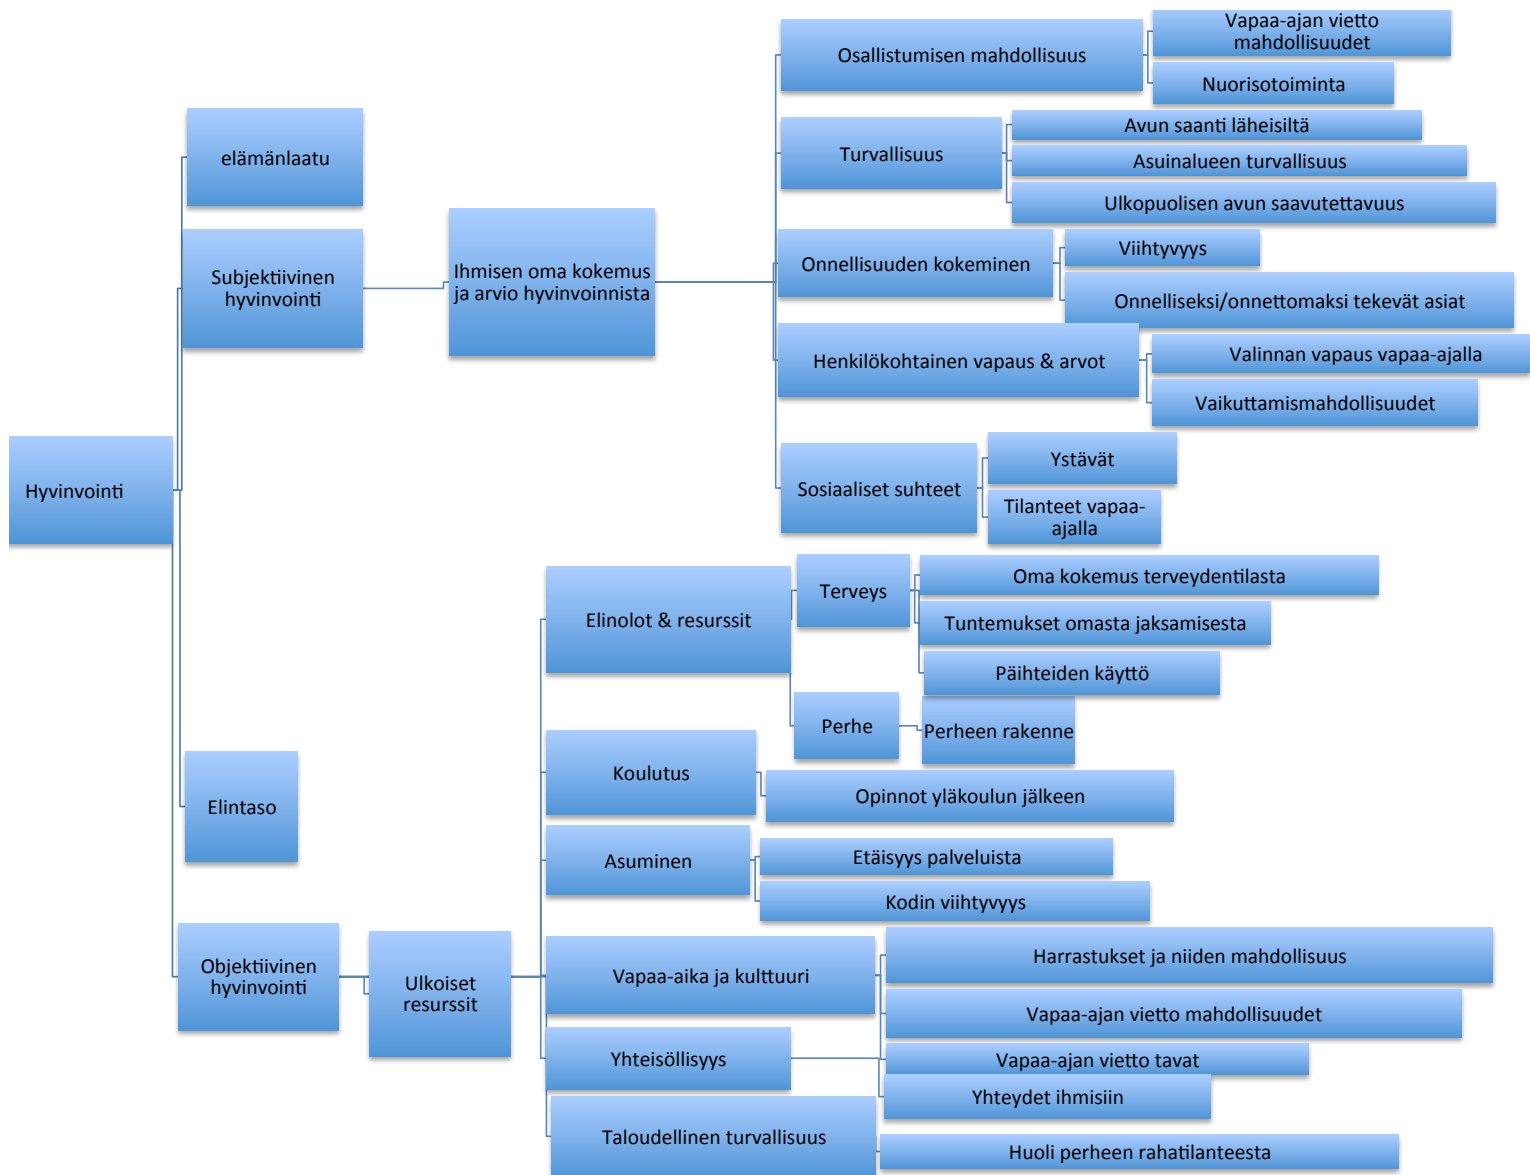 Vapaa-ajan vietto
mahdollisuudet
Osallistumisen mahdollisuus
Nuorisotoiminta
Avun saanti läheisiltä
elämänlaatu
Turvallisuus
Asuinalueen turvallisuus
Ulkopuolisen avun saavutettavuus
Subjektiivinen
hyvinvointi
Ihmisen oma kokemus
ja arvio hyvinvoinnista
Onnellisuuden kokeminen
Viihtyvyys
Onnelliseksi/onnettomaksi tekevät asiat
Henkilökohtainen vapaus & arvot
Valinnan vapaus vapaa-ajalla
Vaikuttamismahdollisuudet
Hyvinvointi
Sosiaaliset suhteet
Ystävät
Tilanteet vapaa-
ajalla
Elinolot & resurssit
Terveys
Oma kokemus terveydentilasta
Tuntemukset omasta jaksamisesta
Päihteiden käyttö
Perhe
Perheen rakenne
Elintaso
Koulutus
Opinnot yläkoulun jälkeen
Asuminen
Etäisyys palveluista
Kodin viihtyvyys
Objektiivinen
hyvinvointi
Ulkoiset
resurssit
Vapaa-aika ja kulttuuri
Harrastukset ja niiden mahdollisuus
Vapaa-ajan vietto mahdollisuudet
Vapaa-ajan vietto tavat
Yhteisöllisyys
Yhteydet ihmisiin
Taloudellinen turvallisuus
Huoli perheen rahatilanteesta